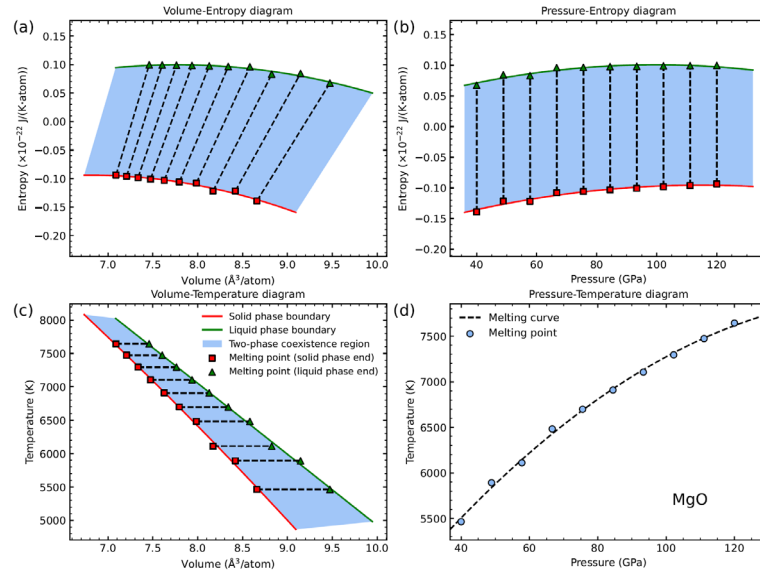 Volume-Entropy diagram
(a)
0.15
0.10
0.05
0.00
−0.05
−0.10
−0.15
−0.20
Entropy (×10⁻²² J/(K·atom))
7.0 7.5 8.0 8.5 9.0 9.5 10.0
Volume (Å³/atom)
Pressure-Entropy diagram
(b)
0.15
0.10
0.05
0.00
−0.05
−0.10
−0.15
−0.20
Entropy (×10⁻²² J/(K·atom))
40 60 80 100 120
Pressure (GPa)
Volume-Temperature diagram
(c)
Solid phase boundary
Liquid phase boundary
Two-phase coexistence region
Melting point (solid phase end)
Melting point (liquid phase end)
8000
7500
7000
6500
6000
5500
5000
Temperature (K)
7.0 7.5 8.0 8.5 9.0 9.5 10.0
Volume (Å³/atom)
Pressure-Temperature diagram
(d)
Melting curve
Melting point
7500
7000
6500
6000
5500
Temperature (K)
MgO
40 60 80 100 120
Pressure (GPa)